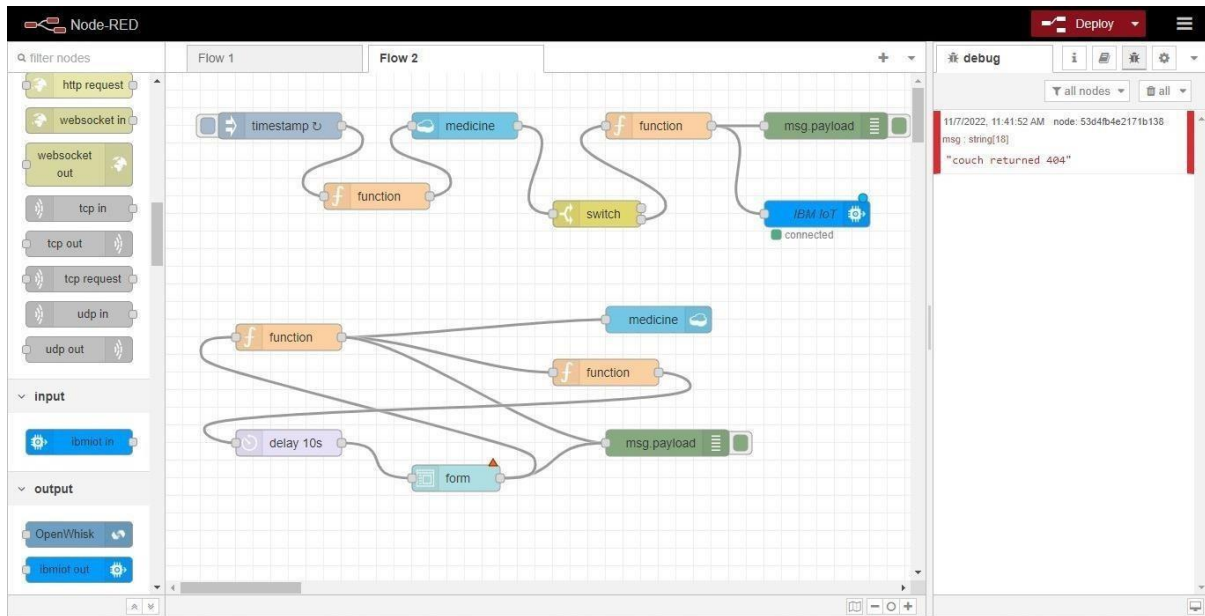 Node-RED
Deploy
filter nodes
Flow 1
Flow 2
debug
i
all nodes
all
http request
websocket in
websocket
out
tcp in
tcp out
tcp request
udp in
udp out
input
ibmiot in
output
OpenWhisk
ibmiot out
timestamp ↻
medicine
function
msg.payload
function
switch
IBM IoT
connected
medicine
function
function
delay 10s
msg.payload
form
11/7/2022, 11:41:52 AM node: 53d4fb4e2171b138
msg : string[18]
"couch returned 404"